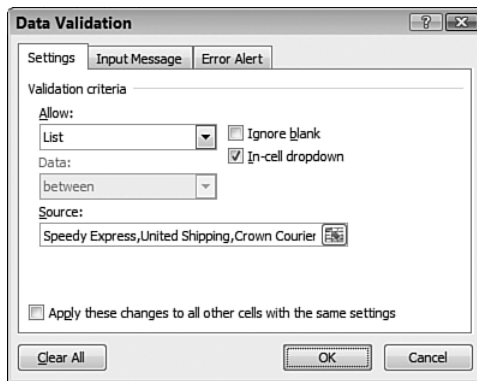 Data Validation
Settings
Input Message
Error Alert
Validation criteria
Allow:
List
Ignore blank
In-cell dropdown
Data:
between
Source:
Speedy Express,United Shipping,Crown Courier
Apply these changes to all other cells with the same settings
Clear All
OK
Cancel